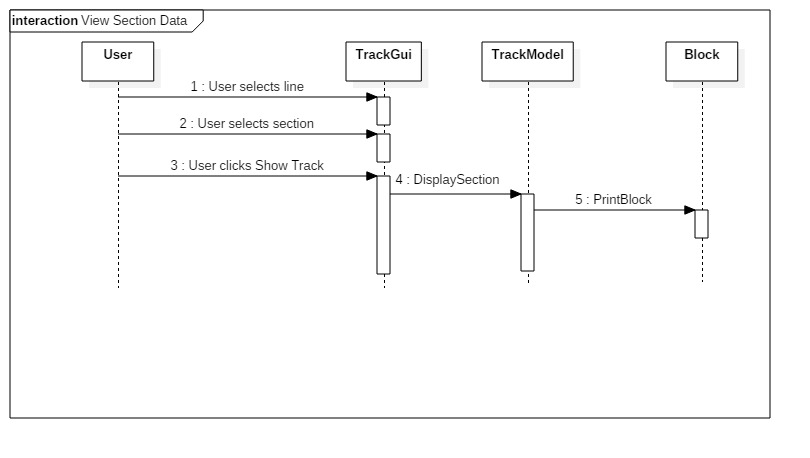 interaction View Section Data
User
TrackGui
TrackModel
Block
1 : User selects line
2 : User selects section
3 : User clicks Show Track
4 : DisplaySection
5 : PrintBlock